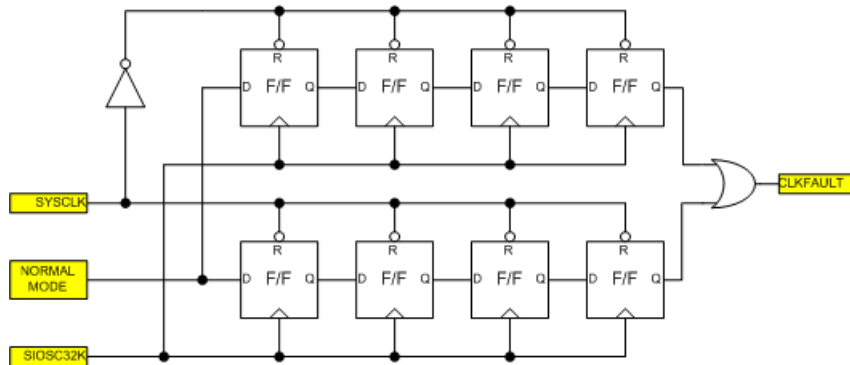 R R R R
D F/F Q D F/F Q D F/F Q D F/F Q
SYSCLK
CLKFAULT
R R R R
NORMAL
MODE
D F/F Q D F/F Q D F/F Q D F/F Q
SIOSC32K